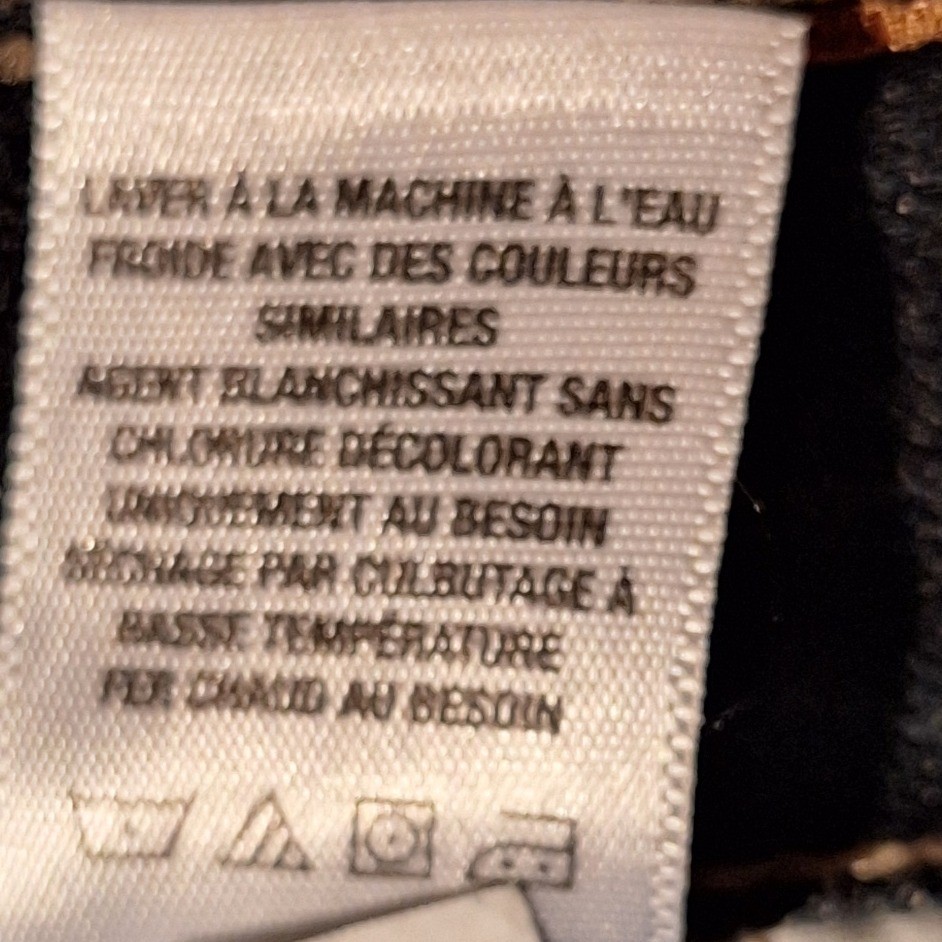 LAVER À LA MACHINE À L'EAU
FROIDE AVEC DES COULEURS
SIMILAIRES
AGENT BLANCHISSANT SANS
CHLORURE DÉCOLORANT
UNIQUEMENT AU BESOIN
SÉCHAGE PAR CULBUTAGE À
BASSE TEMPÉRATURE
FER CHAUD AU BESOIN